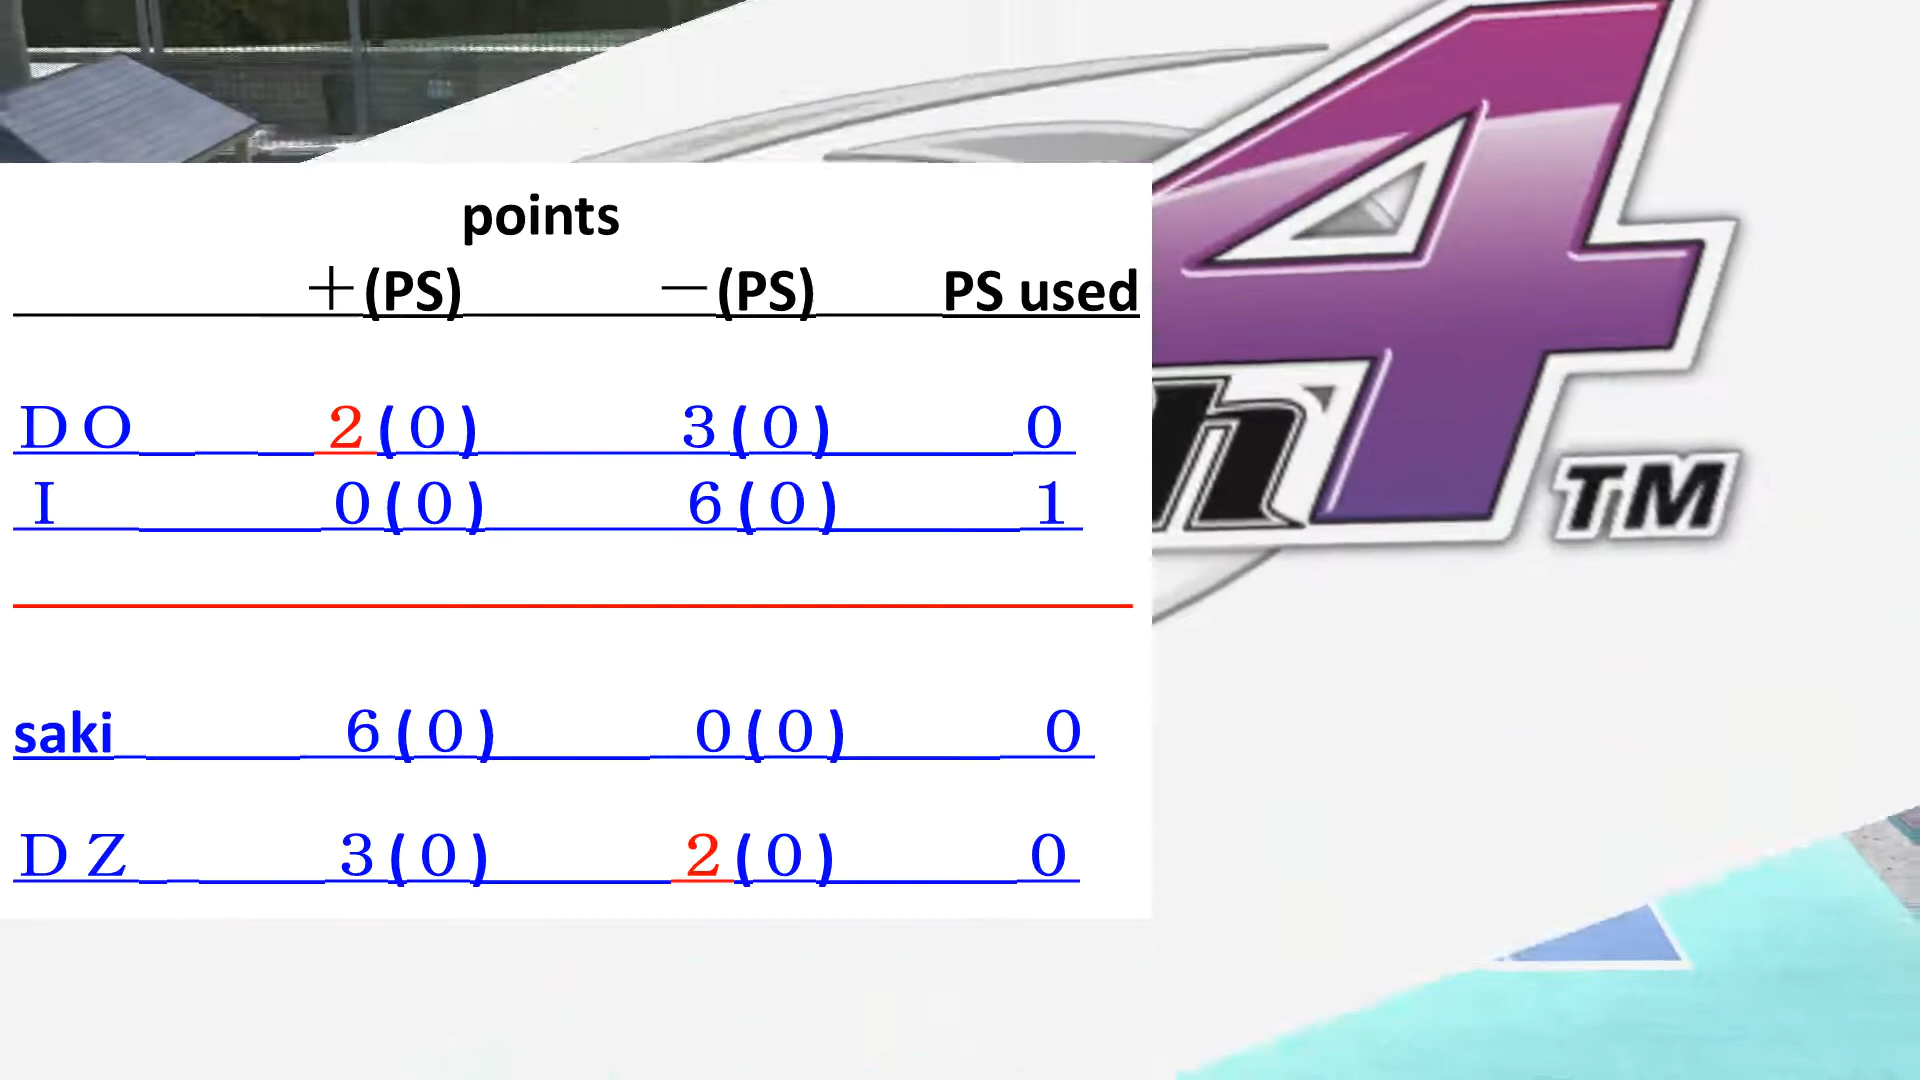 points
＋(PS) －(PS) PS used
ＤＯ ２(０) ３(０) ０
Ｉ ０(０) ６(０) １
saki ６(０) ０(０) ０
ＤＺ ３(０) ２(０) ０
4
TM